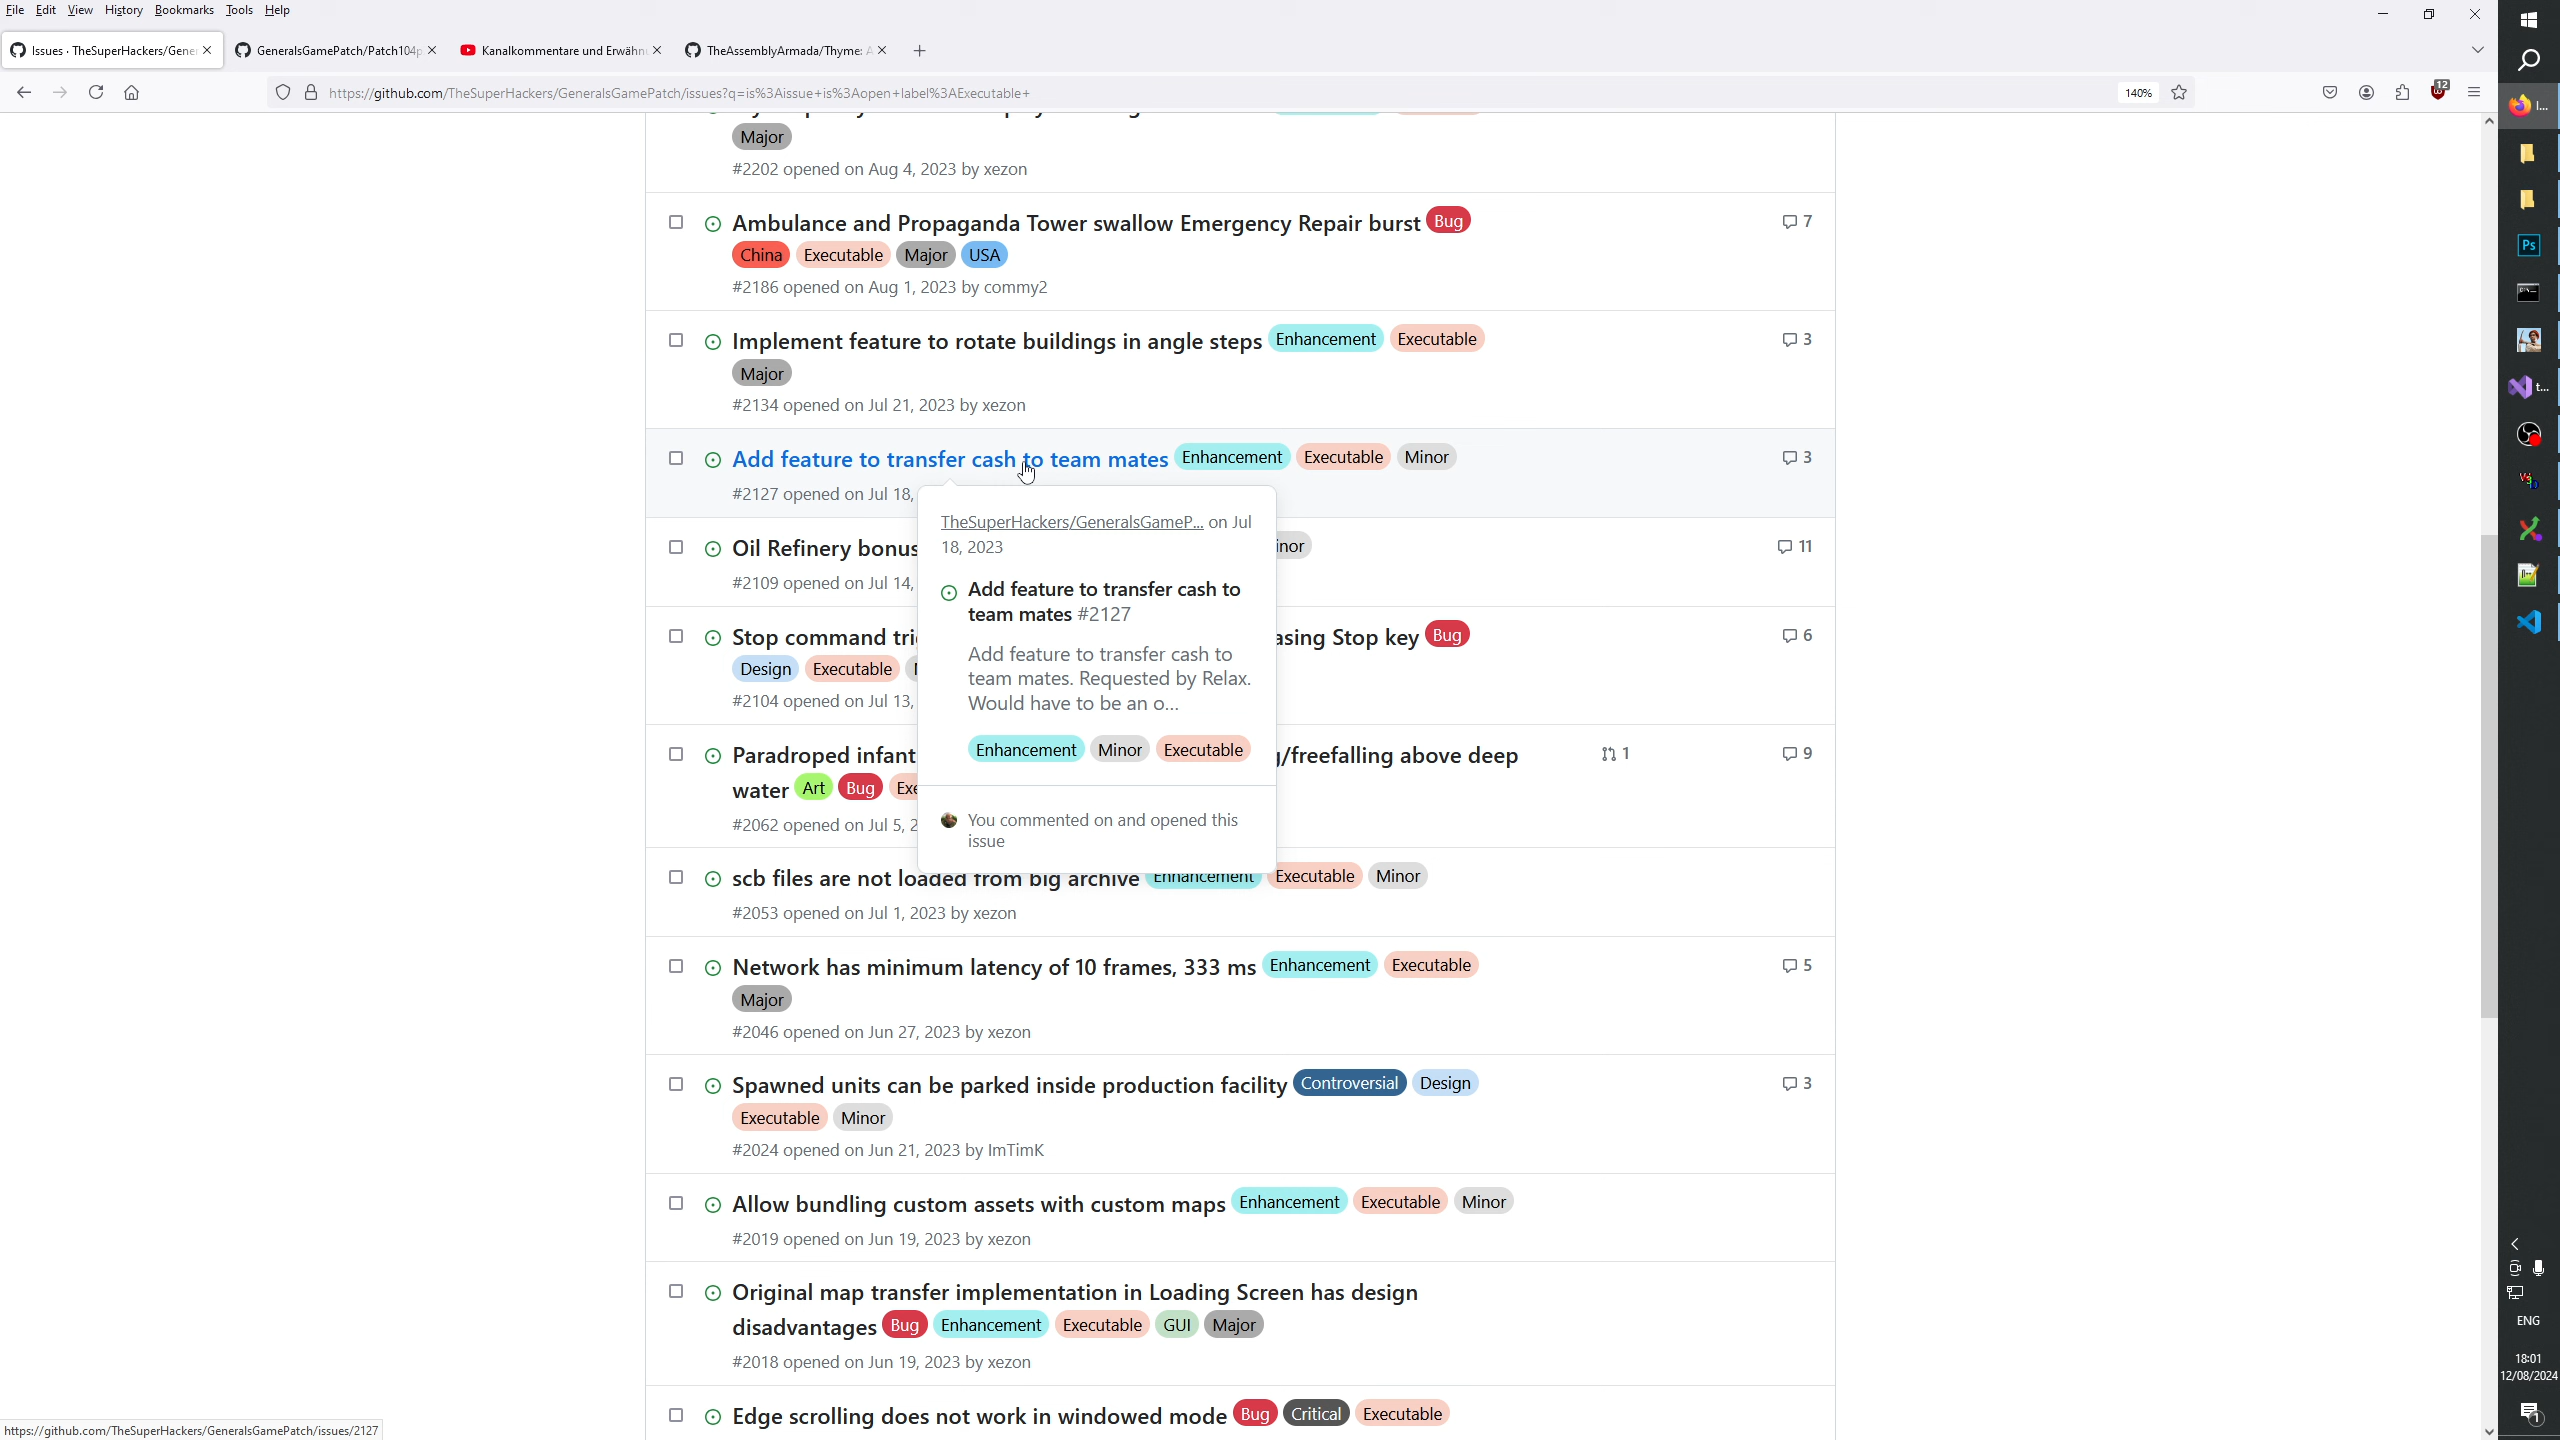 File Edit View History Bookmarks Tools Help
Issues · TheSuperHackers/Gener
GeneralsGamePatch/Patch104p
Kanalkommentare und Erwähn
TheAssemblyArmada/Thyme: A
https://github.com/TheSuperHackers/GeneralsGamePatch/issues?q=is%3Aissue+is%3Aopen+label%3AExecutable+
140%
12
Major
#2202 opened on Aug 4, 2023 by xezon
Ambulance and Propaganda Tower swallow Emergency Repair burst Bug 7
China Executable Major USA
#2186 opened on Aug 1, 2023 by commy2
Implement feature to rotate buildings in angle steps Enhancement Executable 3
Major
#2134 opened on Jul 21, 2023 by xezon
Add feature to transfer cash to team mates Enhancement Executable Minor 3
#2127 opened on Jul 18,
TheSuperHackers/GeneralsGameP... on Jul
18, 2023
Add feature to transfer cash to
team mates #2127
Add feature to transfer cash to
team mates. Requested by Relax.
Would have to be an o...
Enhancement Minor Executable
You commented on and opened this
issue
Oil Refinery bonus inor 11
#2109 opened on Jul 14,
Stop command tri asing Stop key Bug 6
Design Executable
#2104 opened on Jul 13,
Paradroped infant g/freefalling above deep 1 9
water Art Bug Exe
#2062 opened on Jul 5, 2
scb files are not loaded from big archive Enhancement Executable Minor
#2053 opened on Jul 1, 2023 by xezon
Network has minimum latency of 10 frames, 333 ms Enhancement Executable 5
Major
#2046 opened on Jun 27, 2023 by xezon
Spawned units can be parked inside production facility Controversial Design 3
Executable Minor
#2024 opened on Jun 21, 2023 by ImTimK
Allow bundling custom assets with custom maps Enhancement Executable Minor
#2019 opened on Jun 19, 2023 by xezon
Original map transfer implementation in Loading Screen has design
disadvantages Bug Enhancement Executable GUI Major
#2018 opened on Jun 19, 2023 by xezon
Edge scrolling does not work in windowed mode Bug Critical Executable
https://github.com/TheSuperHackers/GeneralsGamePatch/issues/2127
I...
Ps
t...
ENG
18:01
12/08/2024
1